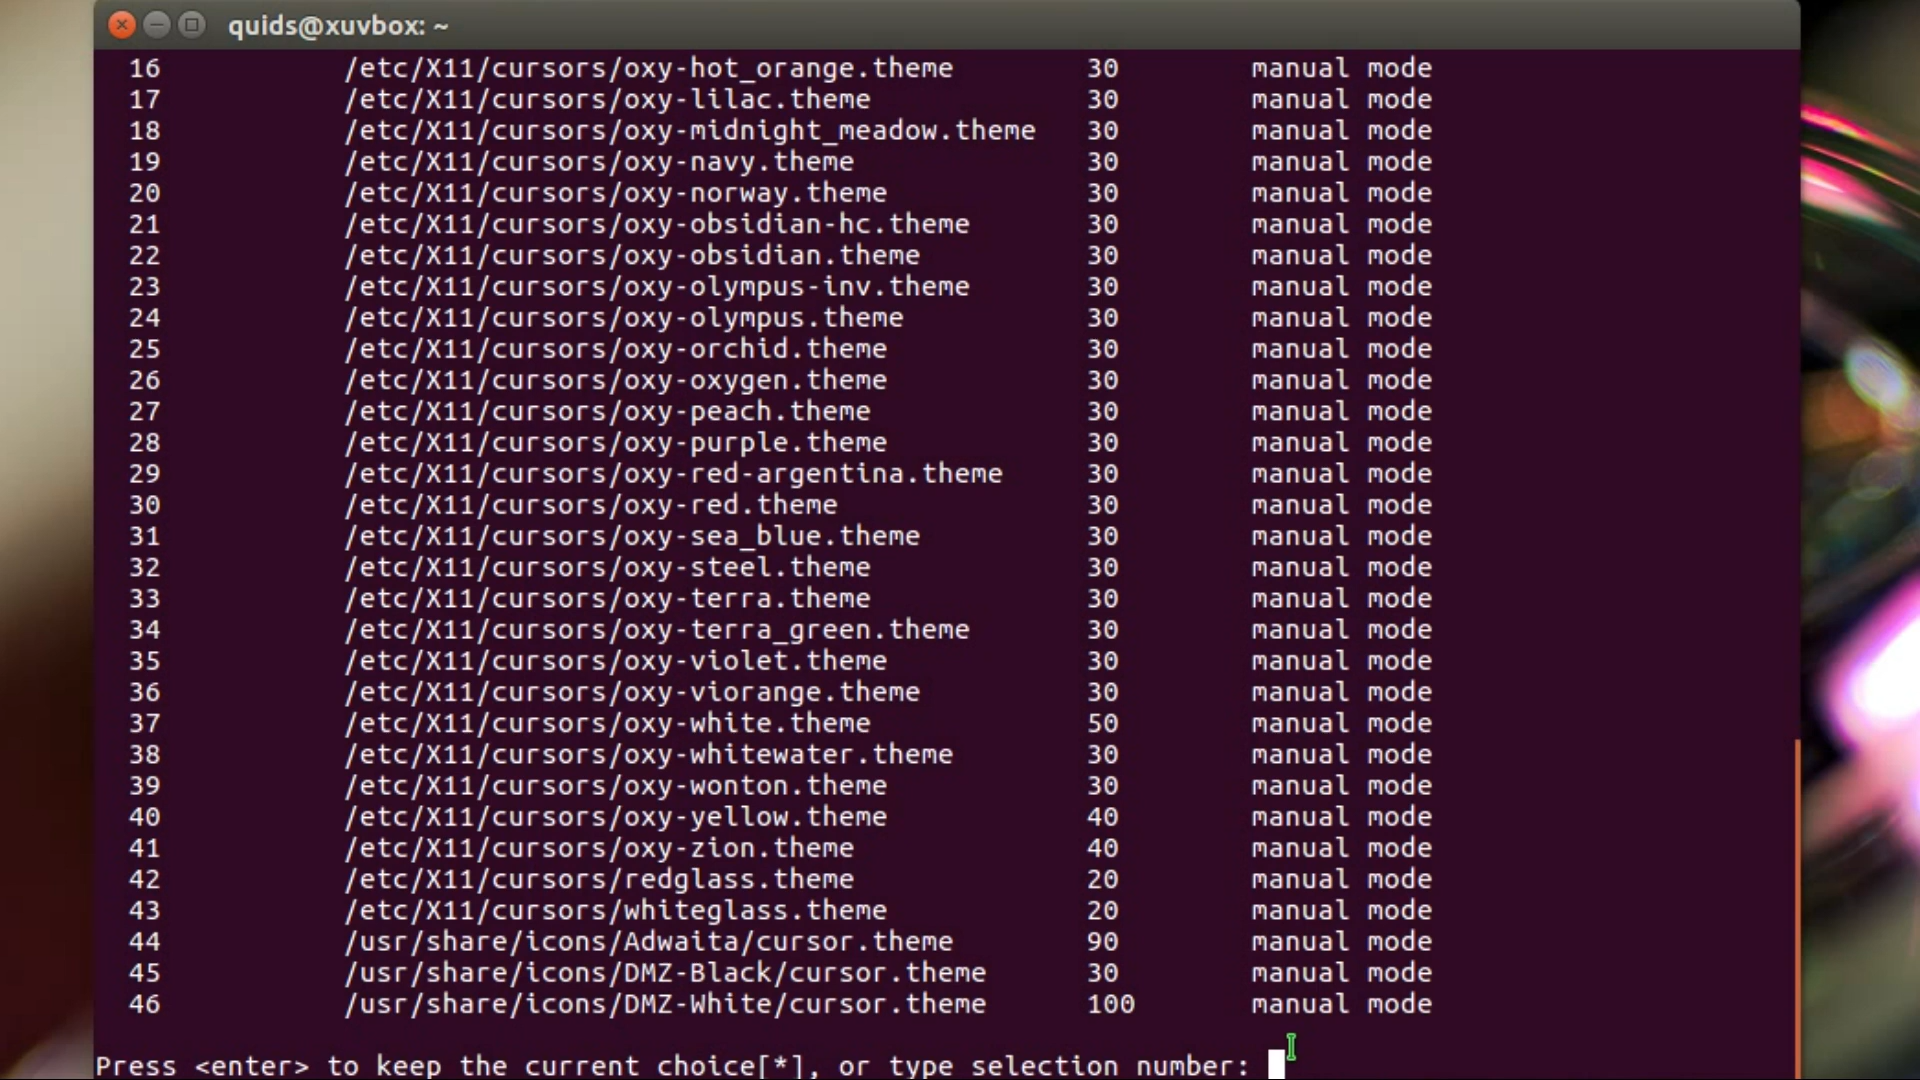 quids@xuvbox: ~
16 /etc/X11/cursors/oxy-hot_orange.theme 30 manual mode
17 /etc/X11/cursors/oxy-lilac.theme 30 manual mode
18 /etc/X11/cursors/oxy-midnight_meadow.theme 30 manual mode
19 /etc/X11/cursors/oxy-navy.theme 30 manual mode
20 /etc/X11/cursors/oxy-norway.theme 30 manual mode
21 /etc/X11/cursors/oxy-obsidian-hc.theme 30 manual mode
22 /etc/X11/cursors/oxy-obsidian.theme 30 manual mode
23 /etc/X11/cursors/oxy-olympus-inv.theme 30 manual mode
24 /etc/X11/cursors/oxy-olympus.theme 30 manual mode
25 /etc/X11/cursors/oxy-orchid.theme 30 manual mode
26 /etc/X11/cursors/oxy-oxygen.theme 30 manual mode
27 /etc/X11/cursors/oxy-peach.theme 30 manual mode
28 /etc/X11/cursors/oxy-purple.theme 30 manual mode
29 /etc/X11/cursors/oxy-red-argentina.theme 30 manual mode
30 /etc/X11/cursors/oxy-red.theme 30 manual mode
31 /etc/X11/cursors/oxy-sea_blue.theme 30 manual mode
32 /etc/X11/cursors/oxy-steel.theme 30 manual mode
33 /etc/X11/cursors/oxy-terra.theme 30 manual mode
34 /etc/X11/cursors/oxy-terra_green.theme 30 manual mode
35 /etc/X11/cursors/oxy-violet.theme 30 manual mode
36 /etc/X11/cursors/oxy-viorange.theme 30 manual mode
37 /etc/X11/cursors/oxy-white.theme 50 manual mode
38 /etc/X11/cursors/oxy-whitewater.theme 30 manual mode
39 /etc/X11/cursors/oxy-wonton.theme 30 manual mode
40 /etc/X11/cursors/oxy-yellow.theme 40 manual mode
41 /etc/X11/cursors/oxy-zion.theme 40 manual mode
42 /etc/X11/cursors/redglass.theme 20 manual mode
43 /etc/X11/cursors/whiteglass.theme 20 manual mode
44 /usr/share/icons/Adwaita/cursor.theme 90 manual mode
45 /usr/share/icons/DMZ-Black/cursor.theme 30 manual mode
46 /usr/share/icons/DMZ-White/cursor.theme 100 manual mode
Press <enter> to keep the current choice[*], or type selection number: